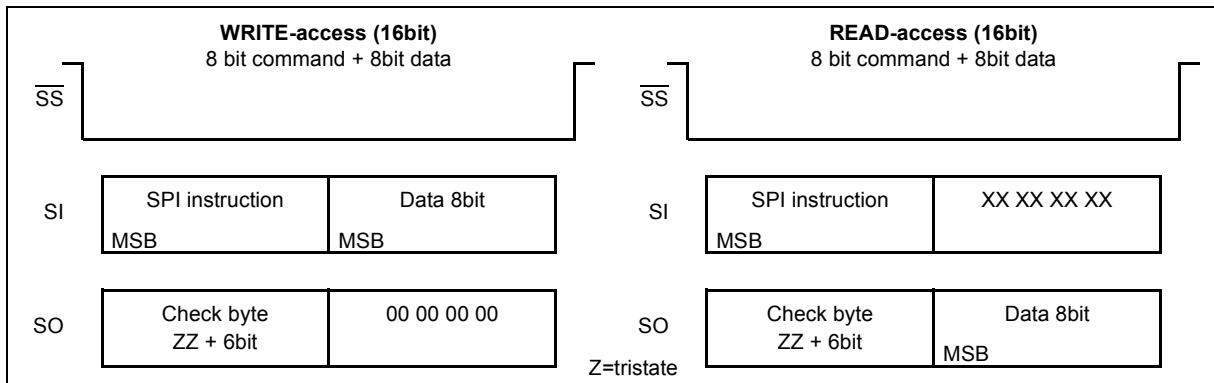 WRITE-access (16bit)
8 bit command + 8bit data
SS
SI
SPI instruction
MSB
Data 8bit
MSB
SO
Check byte
ZZ + 6bit
00 00 00 00
READ-access (16bit)
8 bit command + 8bit data
SS
SI
SPI instruction
MSB
XX XX XX XX
SO
Check byte
ZZ + 6bit
Data 8bit
MSB
Z=tristate